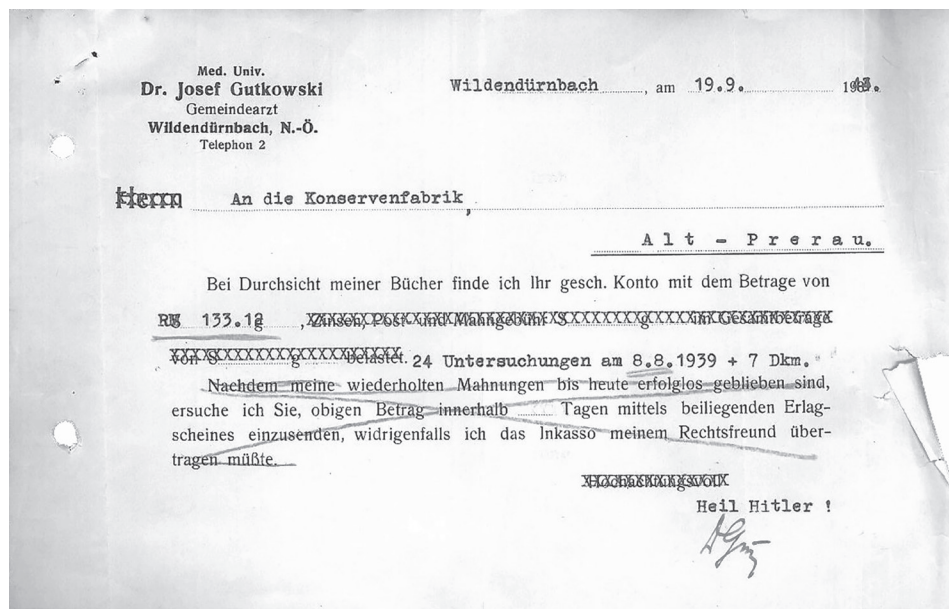 Med. Univ.
Dr. Josef Gutkowski
Gemeindearzt
Wildendürnbach, N.-Ö.
Telephon 2
Wildendürnbach, am 19.9. 19
Herrn An die Konservenfabrik,
Alt - Prerau.
Bei Durchsicht meiner Bücher finde ich Ihr gesch. Konto mit dem Betrage von
133.12, Zinsen, Post- und Mahngebühr S g im Gesamtbetrage
von S g belastet. 24 Untersuchungen am 8.8.1939 + 7 Dkm.
Nachdem meine wiederholten Mahnungen bis heute erfolglos geblieben sind,
ersuche ich Sie, obigen Betrag innerhalb ........ Tagen mittels beiliegenden Erlag-
scheines einzusenden, widrigenfalls ich das Inkasso meinem Rechtsfreund über-
tragen müßte.
Hochachtungsvoll
Heil Hitler !